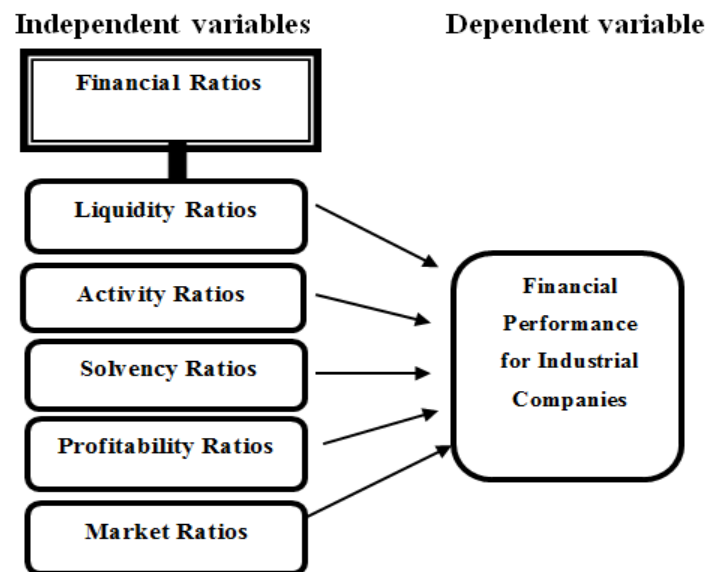 Independent variables
Dependent variable
Financial Ratios
Liquidity Ratios
Activity Ratios
Solvency Ratios
Profitability Ratios
Market Ratios
Financial
Performance
for Industrial
Companies